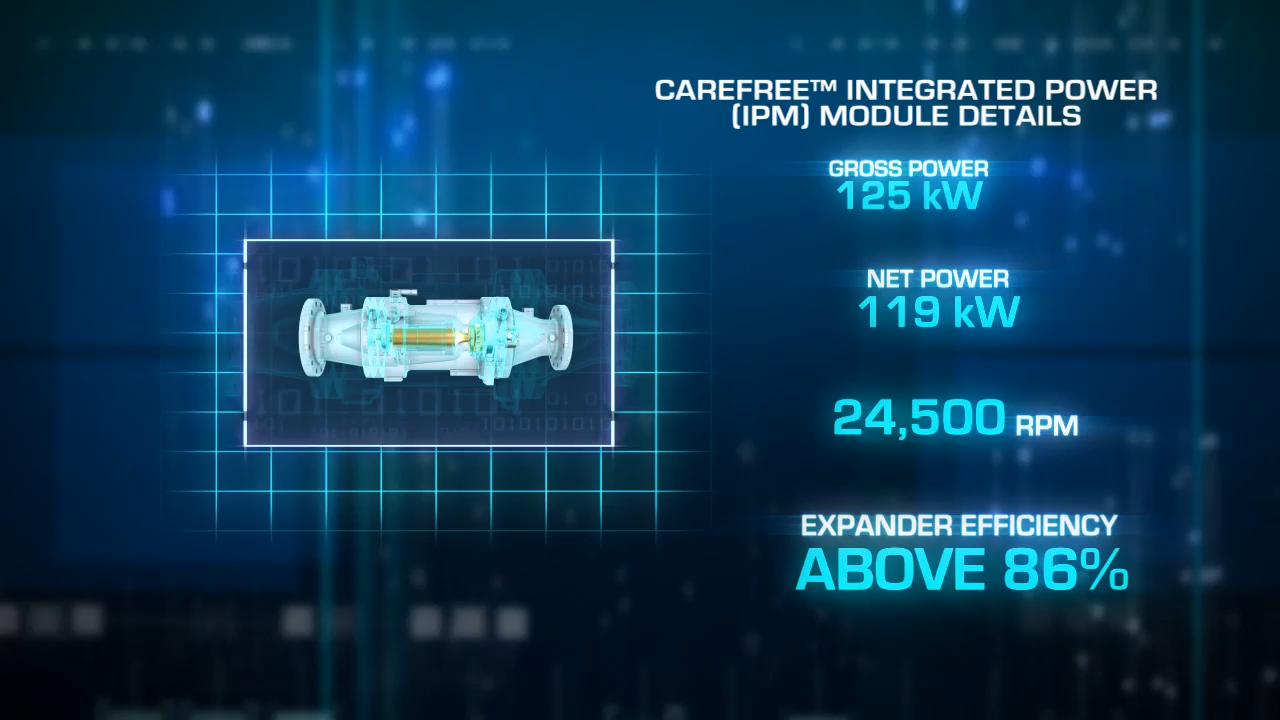 CAREFREE™ INTEGRATED POWER
(IPM) MODULE DETAILS
GROSS POWER
125 kW
NET POWER
119 kW
24,500 RPM
EXPANDER EFFICIENCY
ABOVE 86%